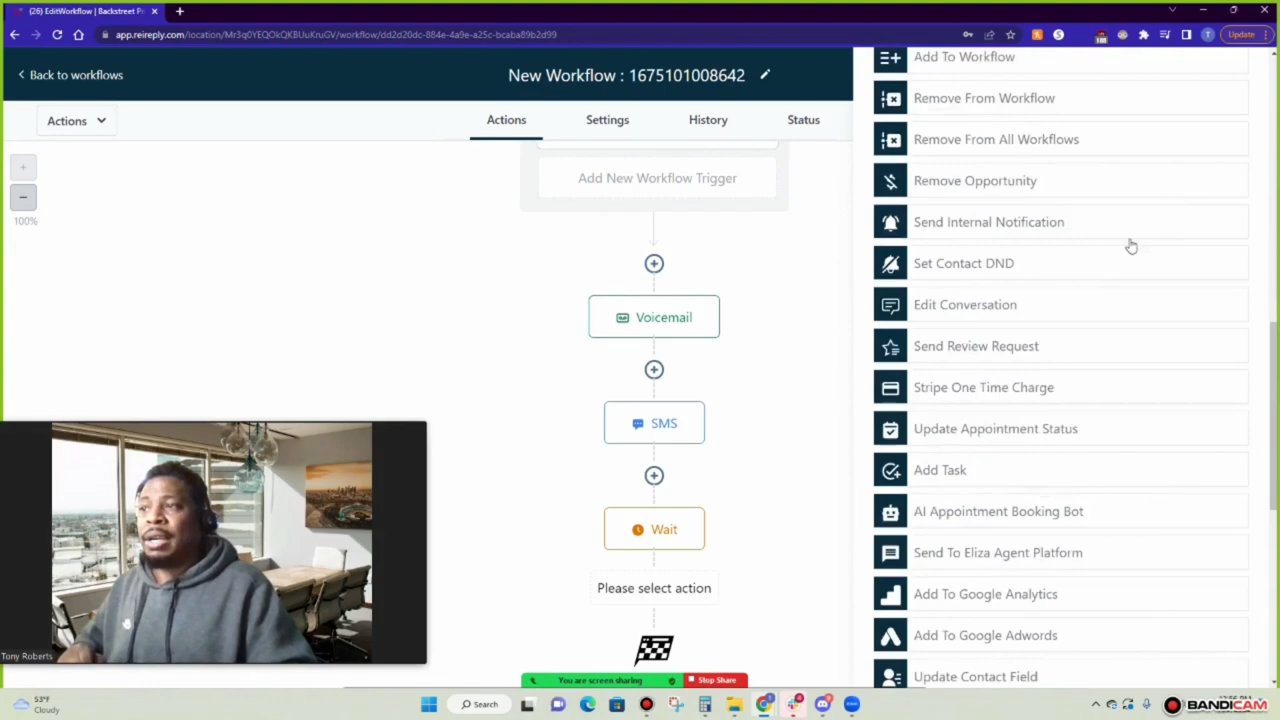 (26) EditWorkflow | Backstreet P
app.reireply.com/location/Mr3q0YEQOkQKBUuKruGV/workflow/dd2d20dc-884e-4a9e-a25c-bcaba89b2d99
Update
Back to workflows
New Workflow : 1675101008642
Actions
Actions
Settings
History
Status
100%
Add New Workflow Trigger
Voicemail
SMS
Wait
Please select action
Add To Workflow
Remove From Workflow
Remove From All Workflows
Remove Opportunity
Send Internal Notification
Set Contact DND
Edit Conversation
Send Review Request
Stripe One Time Charge
Update Appointment Status
Add Task
AI Appointment Booking Bot
Send To Eliza Agent Platform
Add To Google Analytics
Add To Google Adwords
Update Contact Field
Tony Roberts
You are screen sharing
Stop Share
53°F
Cloudy
Search
BANDICAM